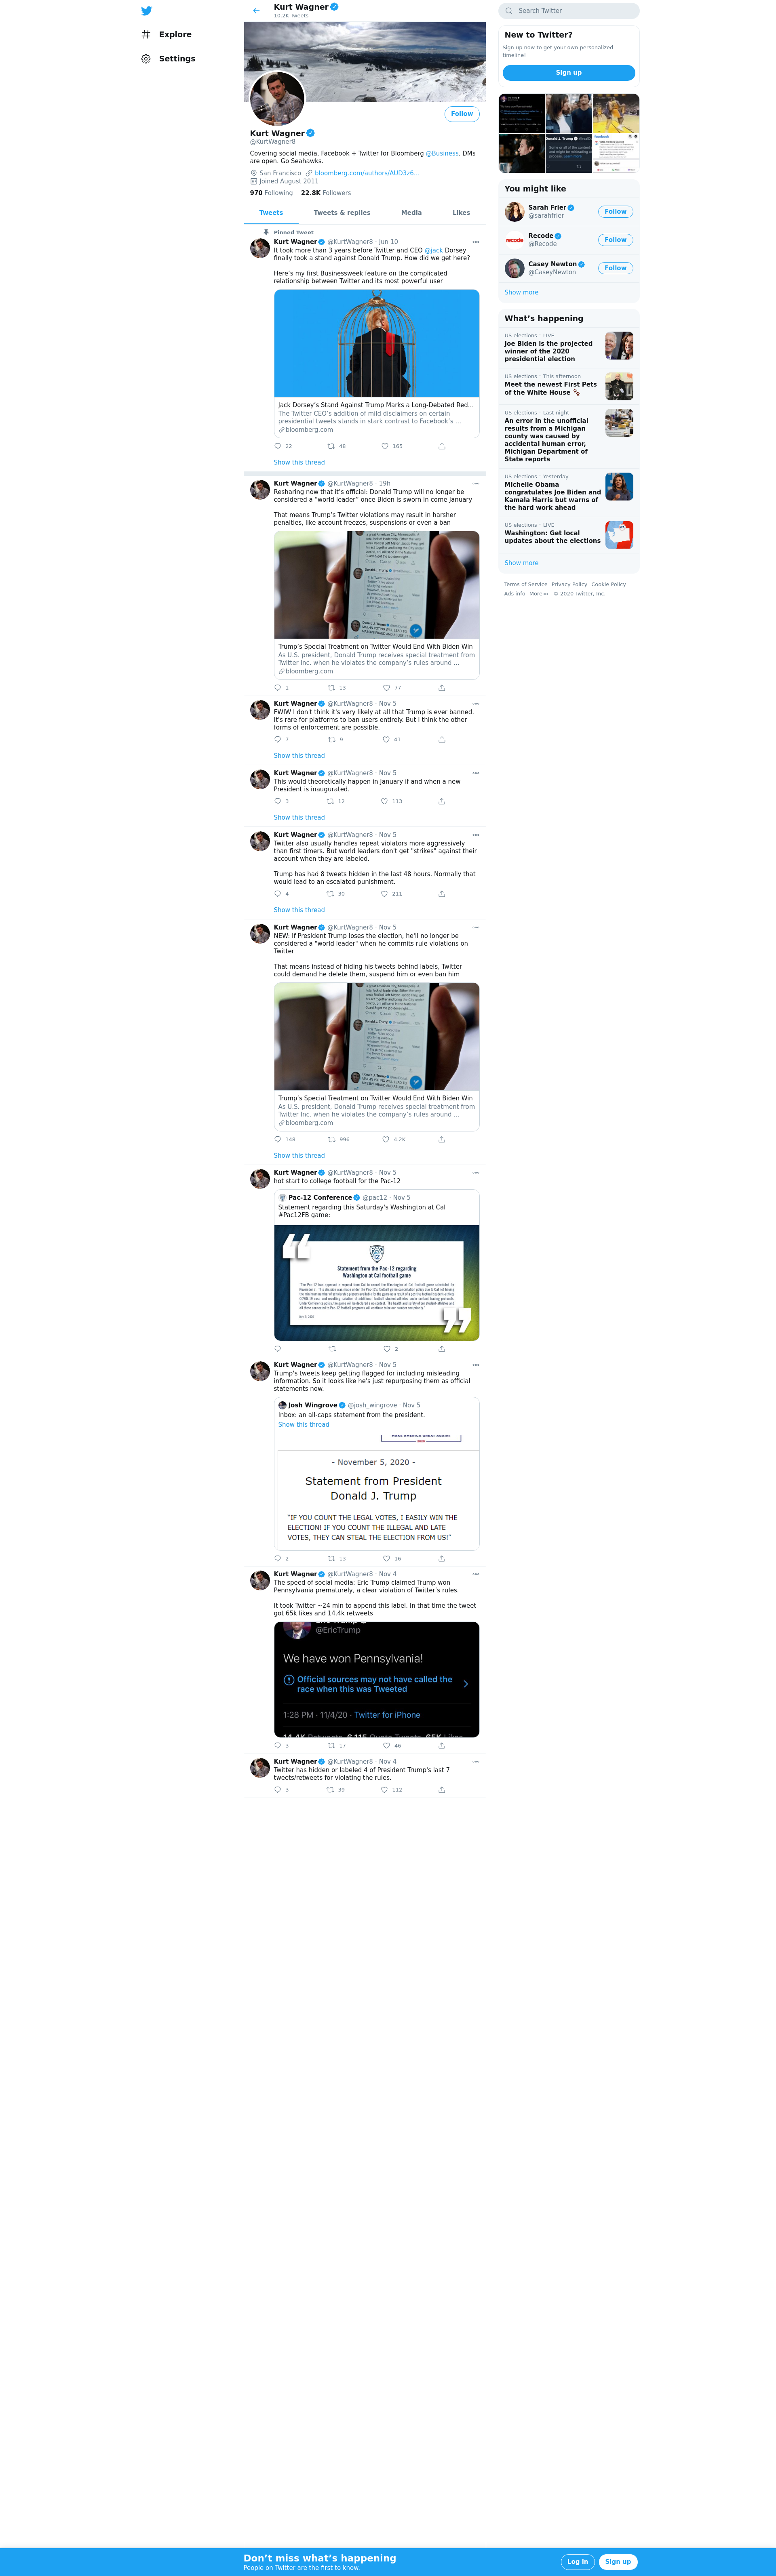 Explore
Settings
Kurt Wagner
10.2K Tweets
Follow
Kurt Wagner
@KurtWagner8
Covering social media, Facebook + Twitter for Bloomberg @Business. DMs
are open. Go Seahawks.
San Francisco bloomberg.com/authors/AUD3z6...
Joined August 2011
970 Following 22.8K Followers
Tweets Tweets & replies Media Likes
Pinned Tweet
Kurt Wagner @KurtWagner8 · Jun 10
It took more than 3 years before Twitter and CEO @jack Dorsey
finally took a stand against Donald Trump. How did we get here?
Here's my first Businessweek feature on the complicated
relationship between Twitter and its most powerful user
Jack Dorsey's Stand Against Trump Marks a Long-Debated Red...
The Twitter CEO's addition of mild disclaimers on certain
presidential tweets stands in stark contrast to Facebook's ...
bloomberg.com
22 48 165
Show this thread
Kurt Wagner @KurtWagner8 · 19h
Resharing now that it's official: Donald Trump will no longer be
considered a "world leader" once Biden is sworn in come January
That means Trump's Twitter violations may result in harsher
penalties, like account freezes, suspensions or even a ban
Trump's Special Treatment on Twitter Would End With Biden Win
As U.S. president, Donald Trump receives special treatment from
Twitter Inc. when he violates the company's rules around ...
bloomberg.com
1 13 77
Kurt Wagner @KurtWagner8 · Nov 5
FWIW I don't think it's very likely at all that Trump is ever banned.
It's rare for platforms to ban users entirely. But I think the other
forms of enforcement are possible.
7 9 43
Show this thread
Kurt Wagner @KurtWagner8 · Nov 5
This would theoretically happen in January if and when a new
President is inaugurated.
3 12 113
Show this thread
Kurt Wagner @KurtWagner8 · Nov 5
Twitter also usually handles repeat violators more aggressively
than first timers. But world leaders don't get "strikes" against their
account when they are labeled.
Trump has had 8 tweets hidden in the last 48 hours. Normally that
would lead to an escalated punishment.
4 30 211
Show this thread
Kurt Wagner @KurtWagner8 · Nov 5
NEW: If President Trump loses the election, he'll no longer be
considered a "world leader" when he commits rule violations on
Twitter
That means instead of hiding his tweets behind labels, Twitter
could demand he delete them, suspend him or even ban him
Trump's Special Treatment on Twitter Would End With Biden Win
As U.S. president, Donald Trump receives special treatment from
Twitter Inc. when he violates the company's rules around ...
bloomberg.com
148 996 4.2K
Show this thread
Kurt Wagner @KurtWagner8 · Nov 5
hot start to college football for the Pac-12
Pac-12 Conference @pac12 · Nov 5
Statement regarding this Saturday's Washington at Cal
#Pac12FB game:
Statement from the Pac-12 regarding
Washington at Cal football game
2
Kurt Wagner @KurtWagner8 · Nov 5
Trump's tweets keep getting flagged for including misleading
information. So it looks like he's just repurposing them as official
statements now.
Josh Wingrove @josh_wingrove · Nov 5
Inbox: an all-caps statement from the president.
Show this thread
- November 5, 2020 -
Statement from President
Donald J. Trump
"IF YOU COUNT THE LEGAL VOTES, I EASILY WIN THE
ELECTION! IF YOU COUNT THE ILLEGAL AND LATE
VOTES, THEY CAN STEAL THE ELECTION FROM US!"
2 13 16
Kurt Wagner @KurtWagner8 · Nov 4
The speed of social media: Eric Trump claimed Trump won
Pennsylvania prematurely, a clear violation of Twitter's rules.
It took Twitter ~24 min to append this label. In that time the tweet
got 65k likes and 14.4k retweets
@EricTrump
We have won Pennsylvania!
Official sources may not have called the
race when this was Tweeted
1:28 PM · 11/4/20 · Twitter for iPhone
3 17 46
Kurt Wagner @KurtWagner8 · Nov 4
Twitter has hidden or labeled 4 of President Trump's last 7
tweets/retweets for violating the rules.
3 39 112
Search Twitter
New to Twitter?
Sign up now to get your own personalized
timeline!
Sign up
You might like
Sarah Frier
@sarahfrier
Follow
Recode
@Recode
Follow
Casey Newton
@CaseyNewton
Follow
Show more
What's happening
US elections · LIVE
Joe Biden is the projected
winner of the 2020
presidential election
US elections · This afternoon
Meet the newest First Pets
of the White House
US elections · Last night
An error in the unofficial
results from a Michigan
county was caused by
accidental human error,
Michigan Department of
State reports
US elections · Yesterday
Michelle Obama
congratulates Joe Biden and
Kamala Harris but warns of
the hard work ahead
US elections · LIVE
Washington: Get local
updates about the elections
Show more
Terms of Service Privacy Policy Cookie Policy
Ads info More © 2020 Twitter, Inc.
Don't miss what's happening
People on Twitter are the first to know.
Log in Sign up